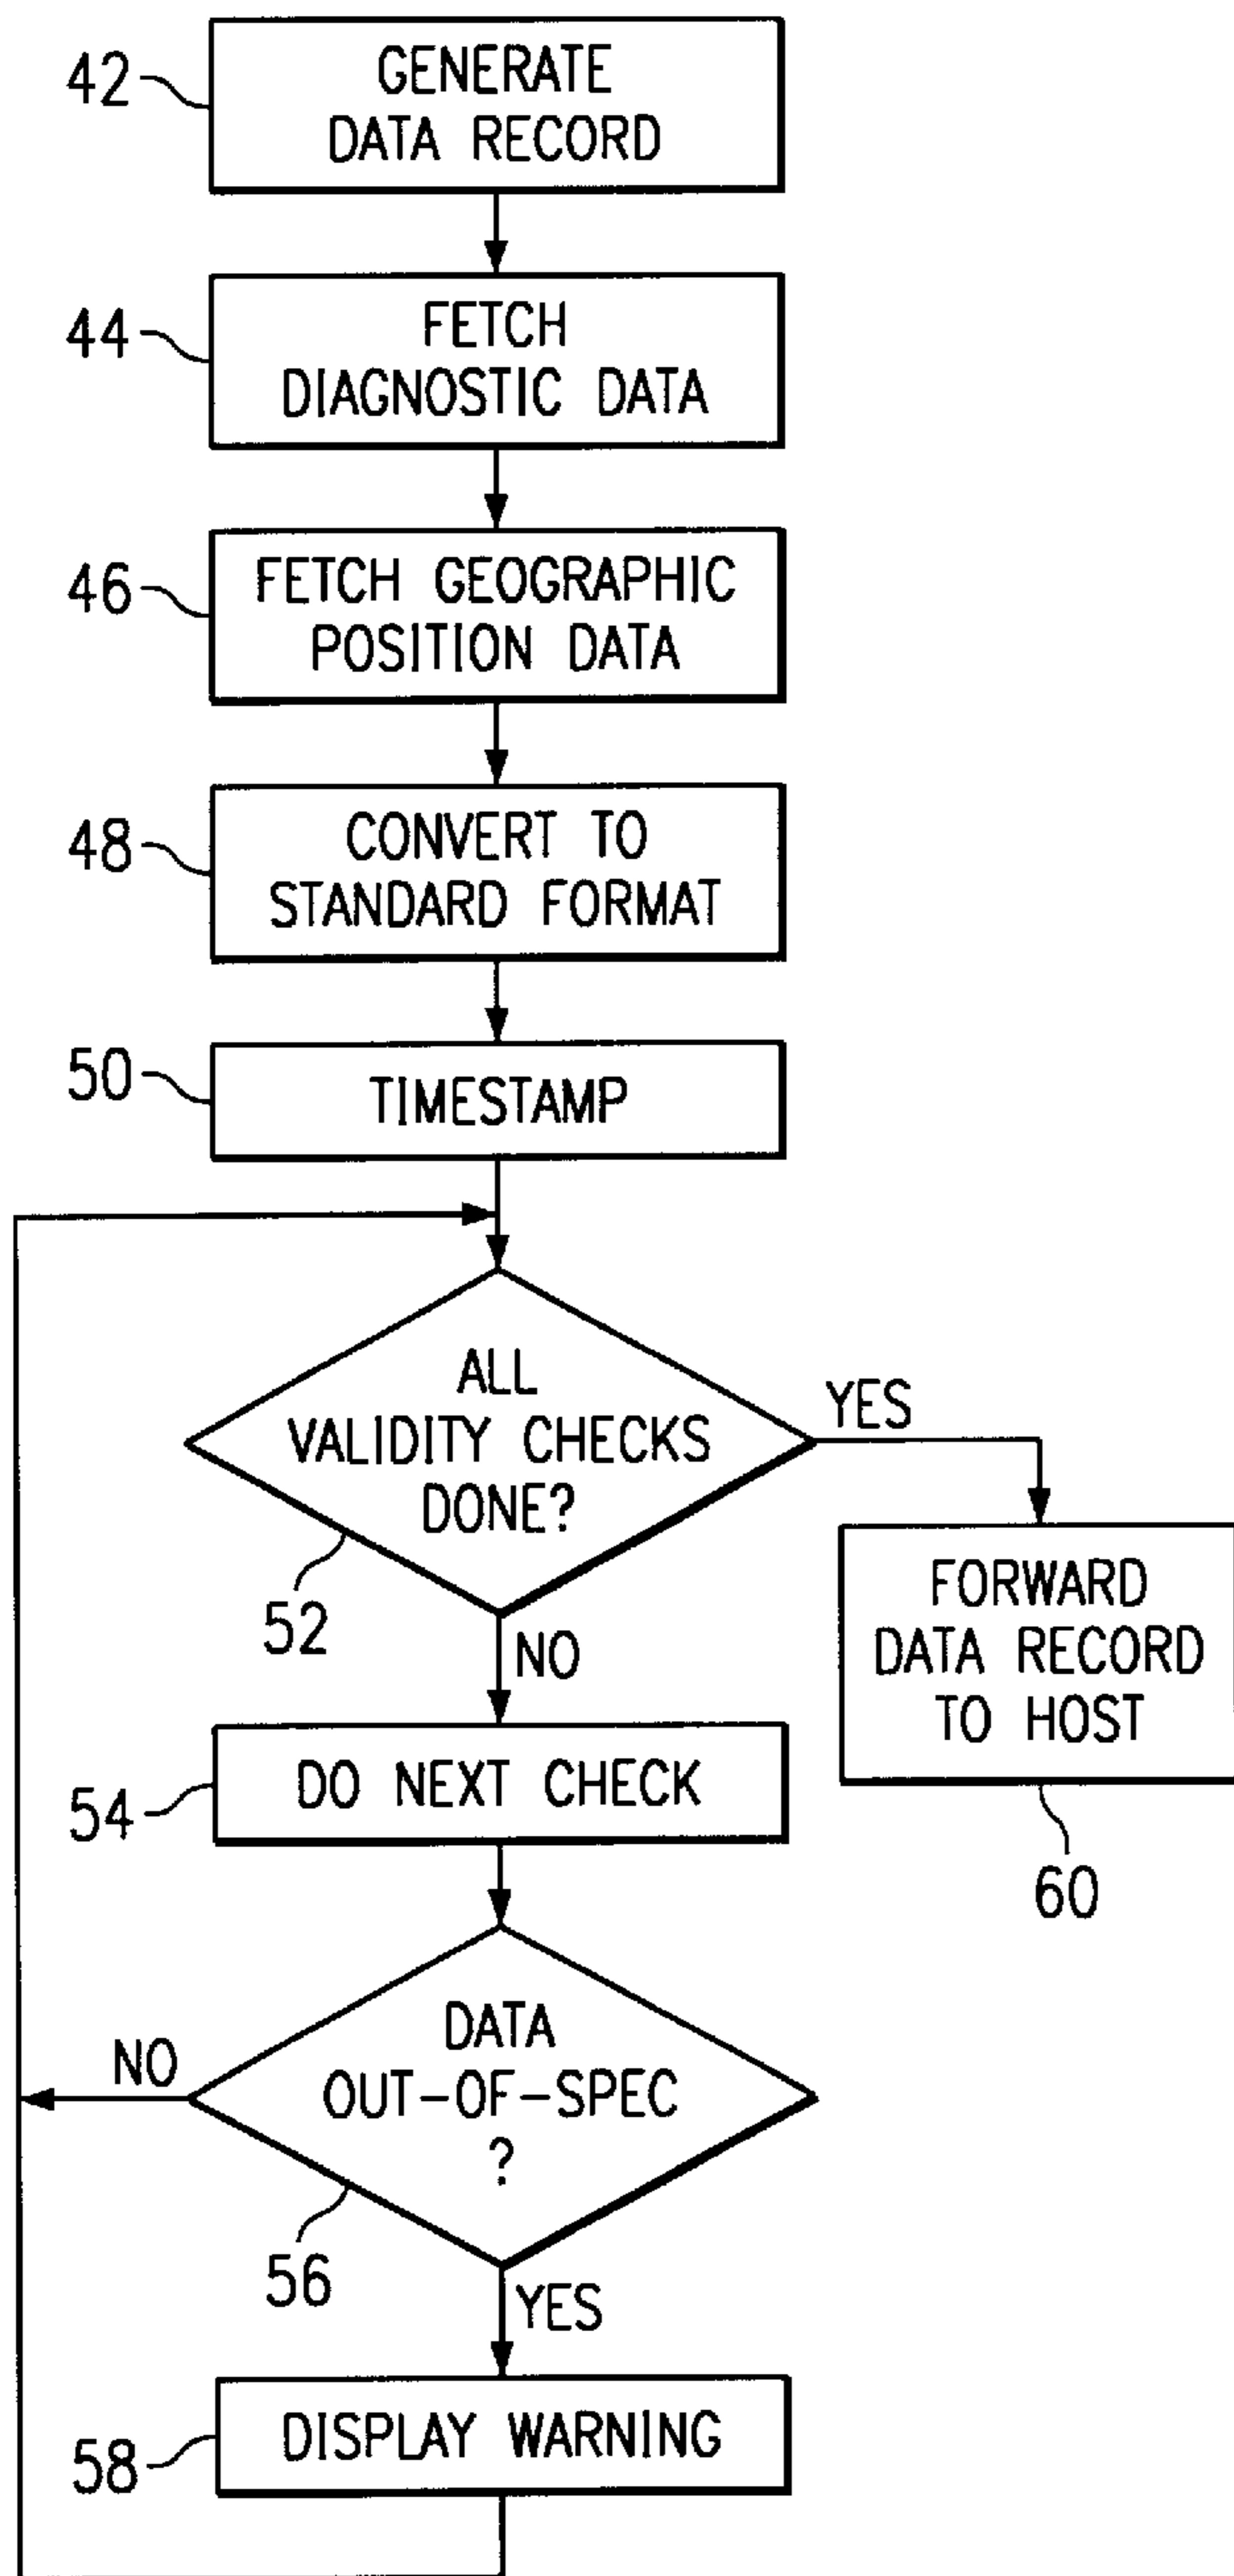 42
GENERATE
DATA RECORD
44
FETCH
DIAGNOSTIC DATA
46
FETCH GEOGRAPHIC
POSITION DATA
48
CONVERT TO
STANDARD FORMAT
50
TIMESTAMP
ALL
VALIDITY CHECKS
DONE?
52
YES
NO
FORWARD
DATA RECORD
TO HOST
60
54
DO NEXT CHECK
DATA
OUT-OF-SPEC
?
56
NO
YES
58
DISPLAY WARNING